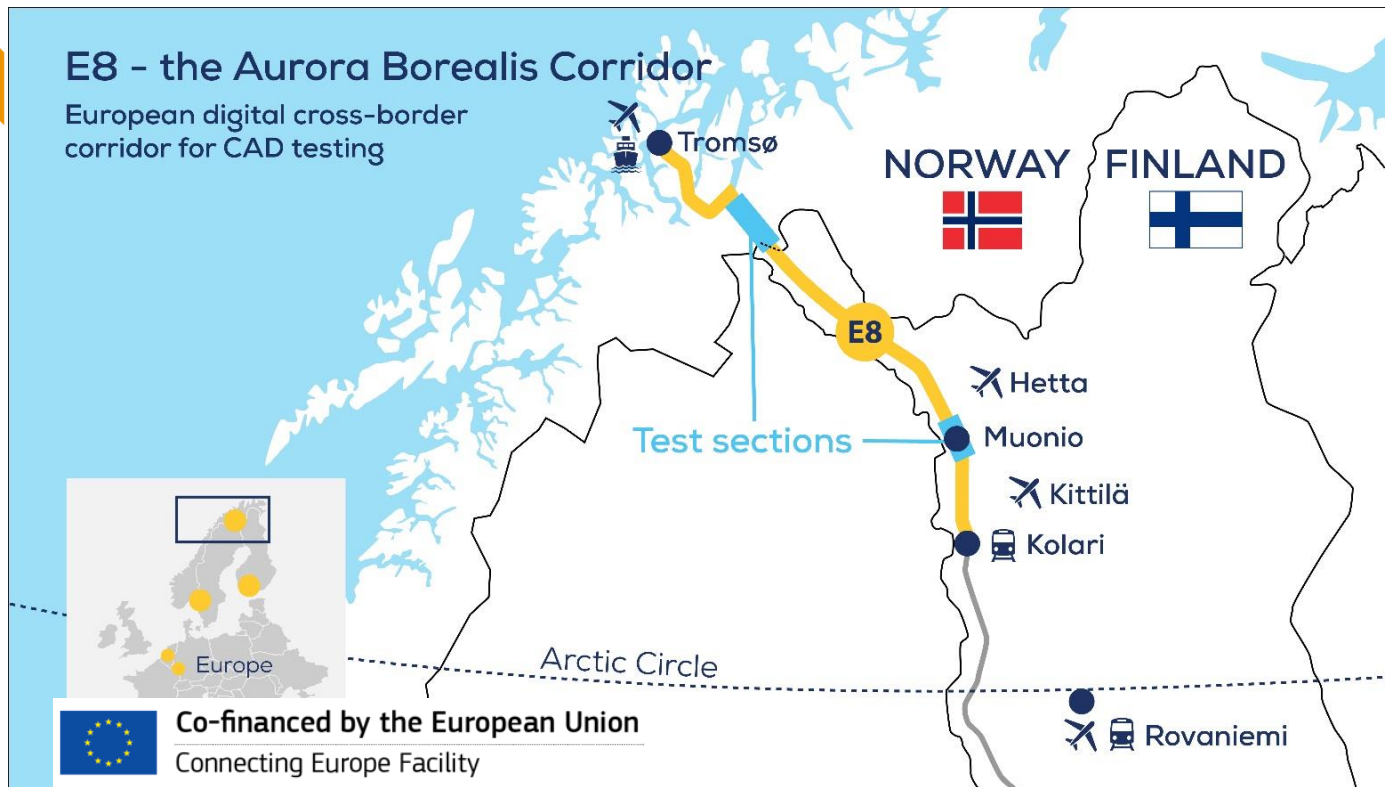 E8 - the Aurora Borealis Corridor
European digital cross-border
corridor for CAD testing
Tromsø
NORWAY
FINLAND
E8
Hetta
Test sections
Muonio
Kittilä
Kolari
Europe
Arctic Circle
Rovaniemi
Co-financed by the European Union
Connecting Europe Facility